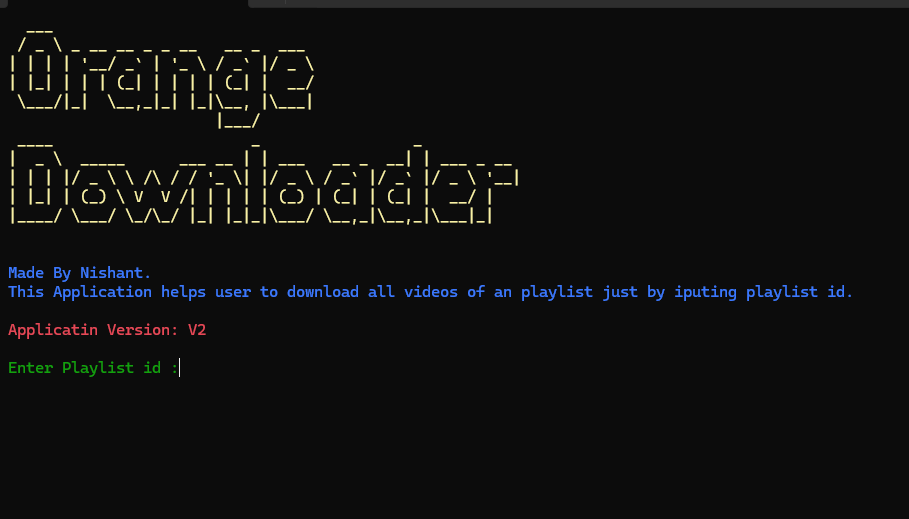 Orange
Downloader
Made By Nishant.
This Application helps user to download all videos of an playlist just by iputing playlist id.
Applicatin Version: V2
Enter Playlist id :